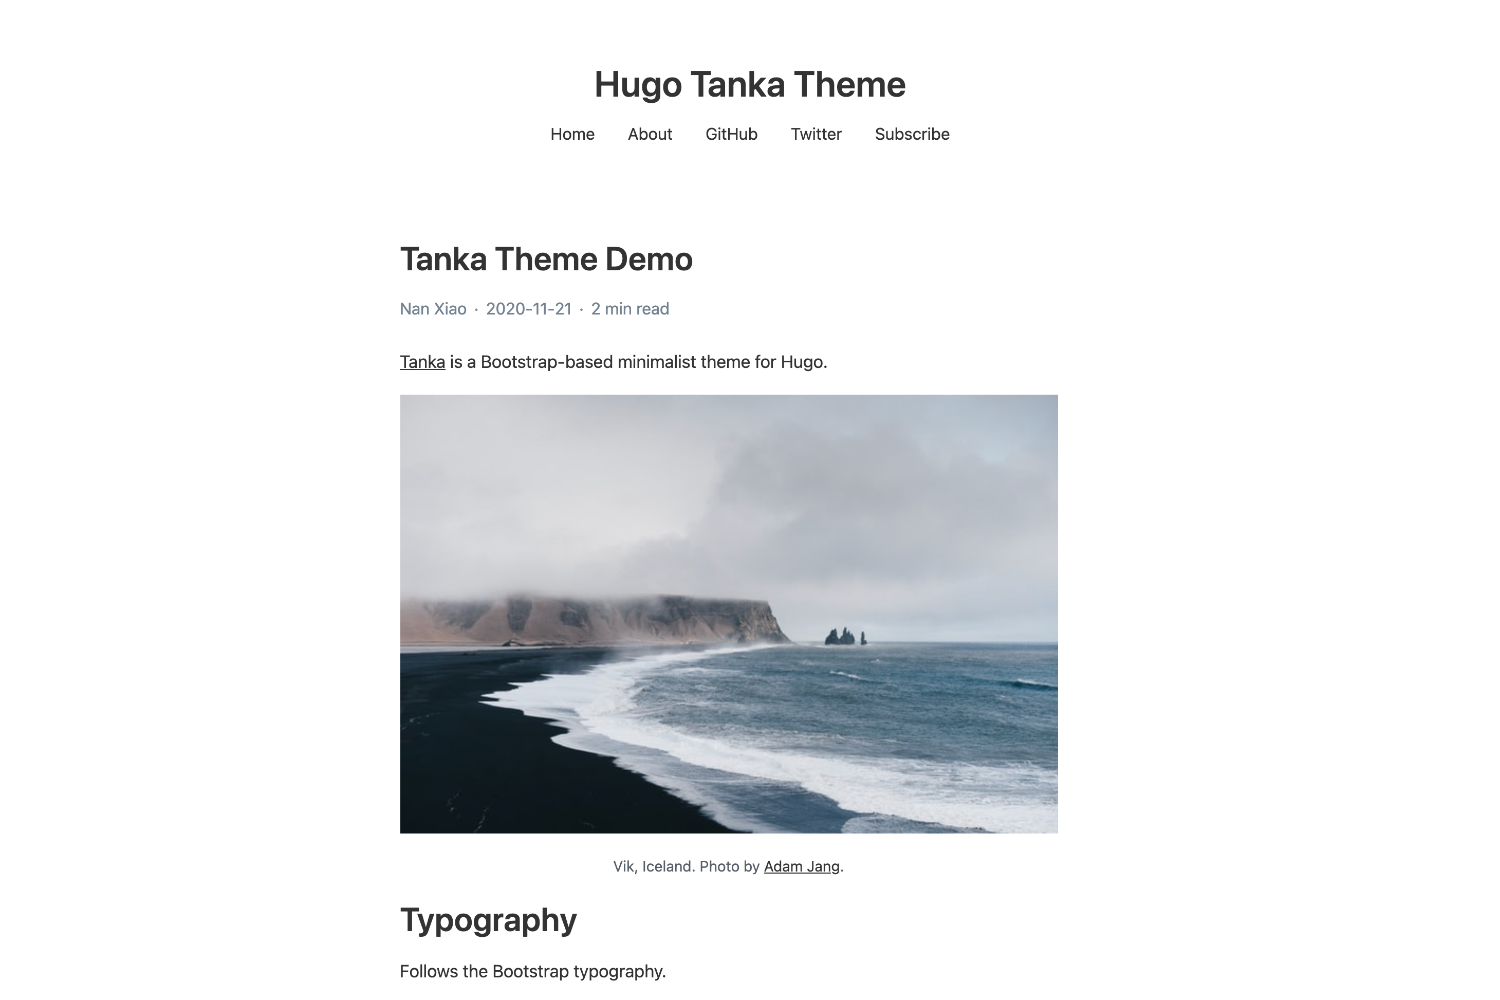 Hugo Tanka Theme
Home About GitHub Twitter Subscribe
Tanka Theme Demo
Nan Xiao · 2020-11-21 · 2 min read
Tanka is a Bootstrap-based minimalist theme for Hugo.
Vik, Iceland. Photo by Adam Jang.
Typography
Follows the Bootstrap typography.